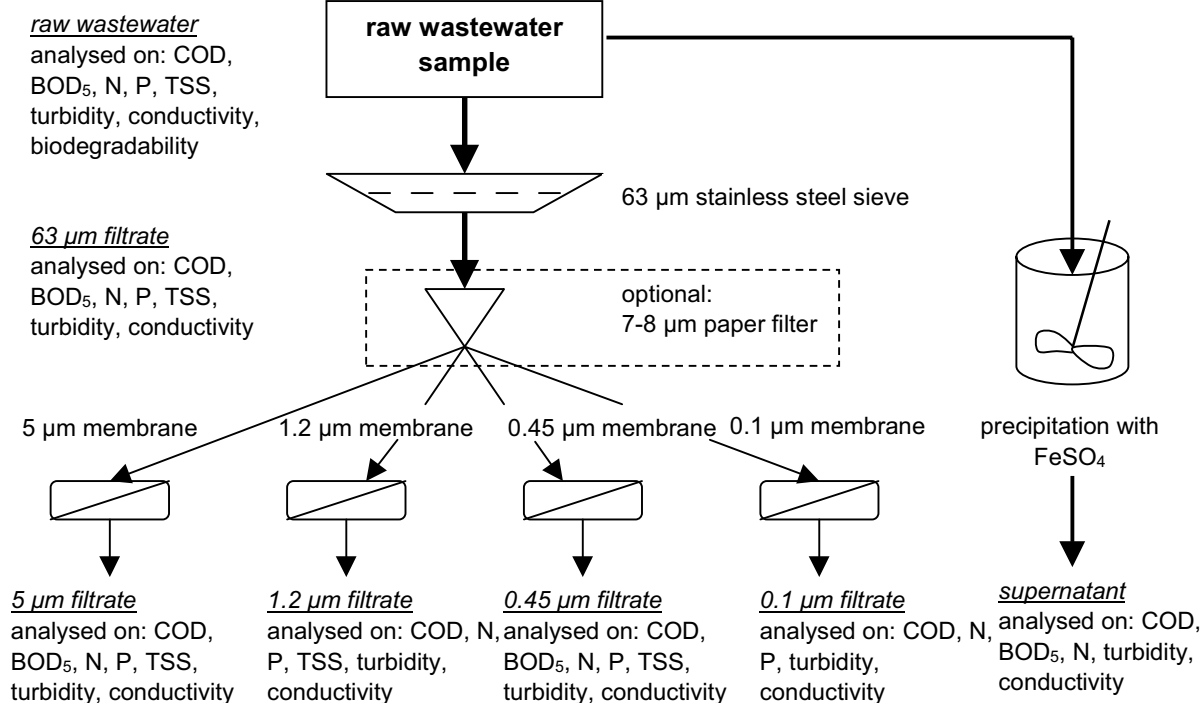 raw wastewater
analysed on: COD,
BOD₅, N, P, TSS,
turbidity, conductivity,
biodegradability
raw wastewater
sample
63 µm stainless steel sieve
63 µm filtrate
analysed on: COD,
BOD₅, N, P, TSS,
turbidity, conductivity
optional:
7-8 µm paper filter
5 µm membrane
1.2 µm membrane
0.45 µm membrane
0.1 µm membrane
precipitation with
FeSO₄
5 µm filtrate
analysed on: COD,
BOD₅, N, P, TSS,
turbidity, conductivity
1.2 µm filtrate
analysed on: COD, N,
P, TSS, turbidity,
conductivity
0.45 µm filtrate
analysed on: COD,
BOD₅, N, P, TSS,
turbidity, conductivity
0.1 µm filtrate
analysed on: COD, N,
P, turbidity,
conductivity
supernatant
analysed on: COD,
BOD₅, N, turbidity,
conductivity